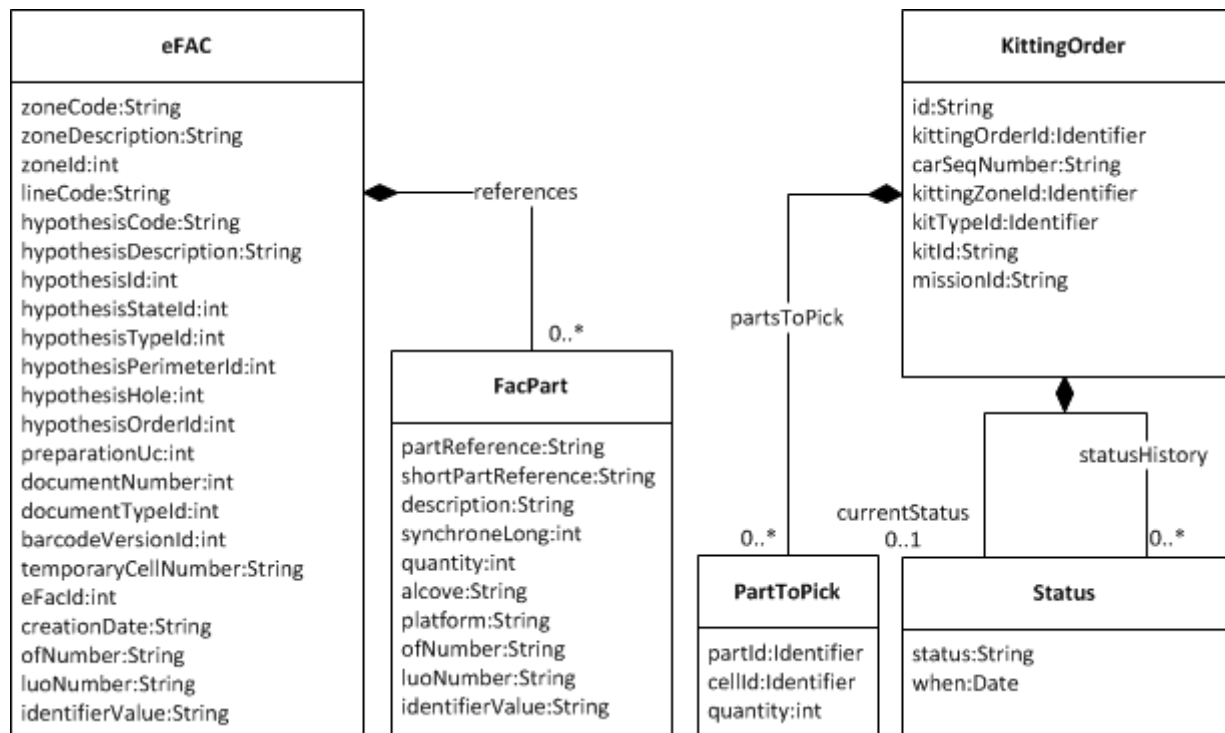 eFAC
zoneCode:String
zoneDescription:String
zoneId:int
lineCode:String
hypothesisCode:String
hypothesisDescription:String
hypothesisId:int
hypothesisStateId:int
hypothesisTypeId:int
hypothesisPerimeterId:int
hypothesisHole:int
hypothesisOrderId:int
preparationUc:int
documentNumber:int
documentTypeId:int
barcodeVersionId:int
temporaryCellNumber:String
eFacId:int
creationDate:String
ofNumber:String
luoNumber:String
identifierValue:String
references
0..*
FacPart
partReference:String
shortPartReference:String
description:String
synchroneLong:int
quantity:int
alcove:String
platform:String
ofNumber:String
luoNumber:String
identifierValue:String
KittingOrder
id:String
kittingOrderId:Identifier
carSeqNumber:String
kittingZoneId:Identifier
kitTypeId:Identifier
kitId:String
missionId:String
partsToPick
0..*
PartToPick
partId:Identifier
cellId:Identifier
quantity:int
statusHistory
currentStatus
0..1
0..*
Status
status:String
when:Date